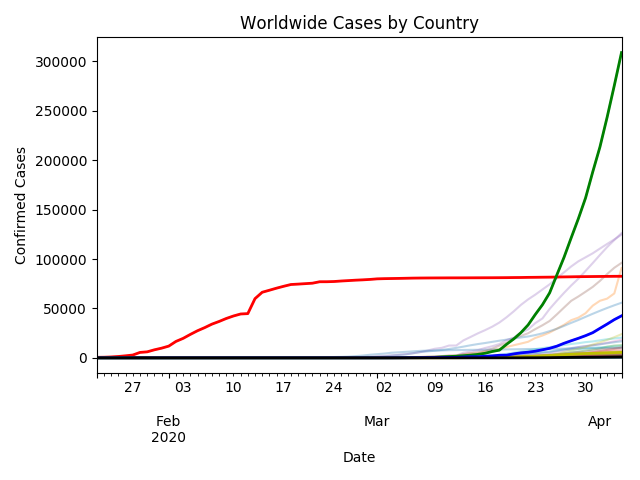 Worldwide Cases by Country
Confirmed Cases
300000
250000
200000
150000
100000
50000
0
27 03 10 17 24 02 09 16 23 30
Feb Mar Apr
2020
Date